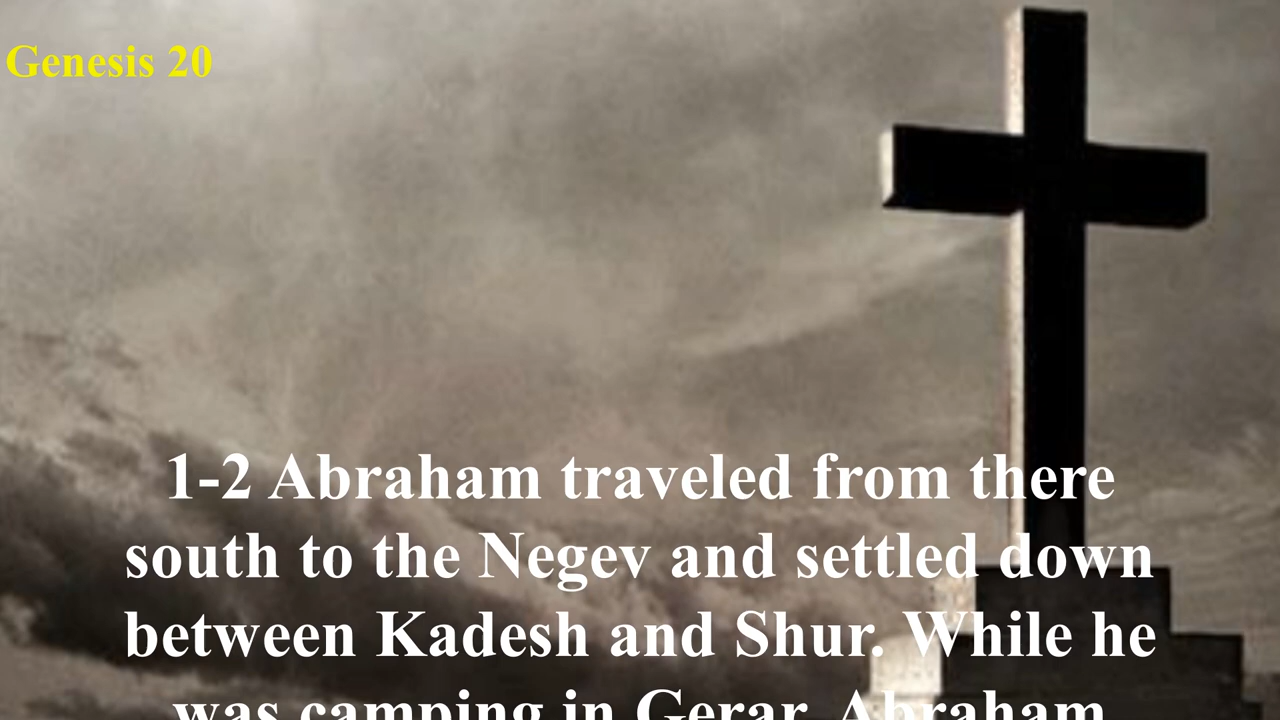 Genesis 20
1-2 Abraham traveled from there
south to the Negev and settled down
between Kadesh and Shur. While he
was camping in Gerar, Abraham